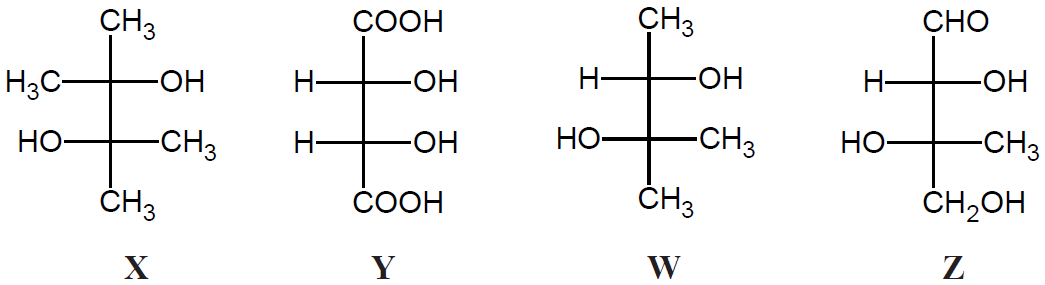 CH₃ COOH CH₃ CHO
H₃C OH H OH H OH H OH
HO CH₃ H OH HO CH₃ HO CH₃
CH₃ COOH CH₃ CH₂OH
X Y W Z